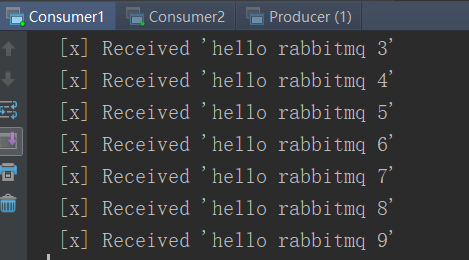 Consumer1 Consumer2 Producer (1)
[x] Received 'hello rabbitmq 3'
[x] Received 'hello rabbitmq 4'
[x] Received 'hello rabbitmq 5'
[x] Received 'hello rabbitmq 6'
[x] Received 'hello rabbitmq 7'
[x] Received 'hello rabbitmq 8'
[x] Received 'hello rabbitmq 9'